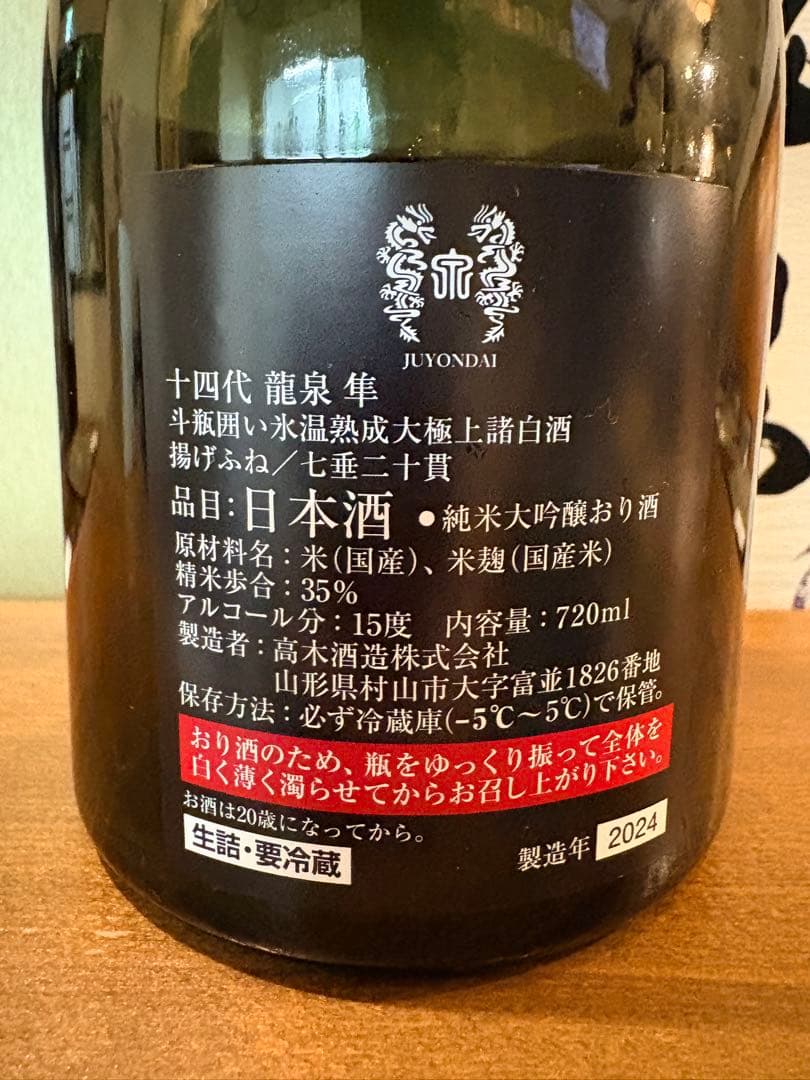 JUYONDAI
十四代 龍泉 隼
斗瓶囲い氷温熟成大極上諸白酒
揚げふね／七垂二十貫
品目：日本酒 ・純米大吟醸おり酒
原材料名：米（国産）、米麹（国産米）
精米歩合：35%
アルコール分：15度　内容量：720ml
製造者：高木酒造株式会社
山形県村山市大字富並1826番地
保存方法：必ず冷蔵庫(−5℃〜5℃)で保管。
おり酒のため、瓶をゆっくり振って全体を
白く薄く濁らせてからお召し上がり下さい。
お酒は20歳になってから。
生詰・要冷蔵
製造年 2024